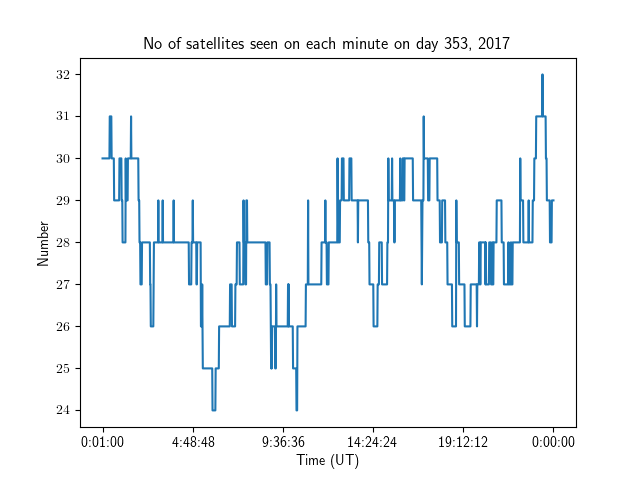 No of satellites seen on each minute on day 353, 2017
32
31
30
29
28
27
26
25
24
Number
0:01:00 4:48:48 9:36:36 14:24:24 19:12:12 0:00:00
Time (UT)